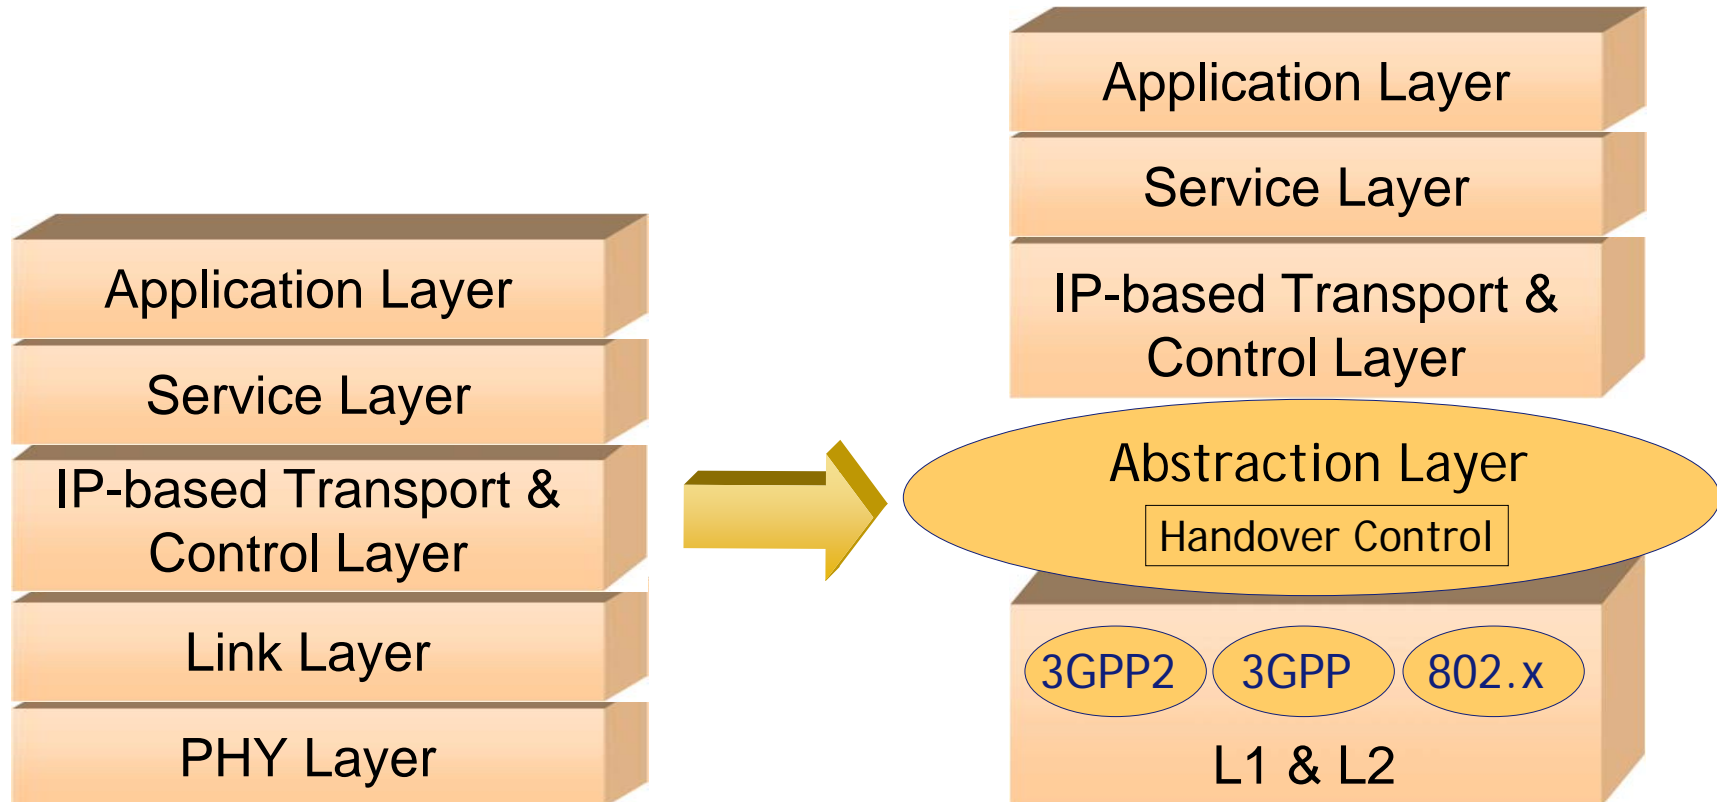 Application Layer
Service Layer
IP-based Transport &
Control Layer
Link Layer
PHY Layer
Application Layer
Service Layer
IP-based Transport &
Control Layer
Abstraction Layer
Handover Control
3GPP2 3GPP 802.x
L1 & L2